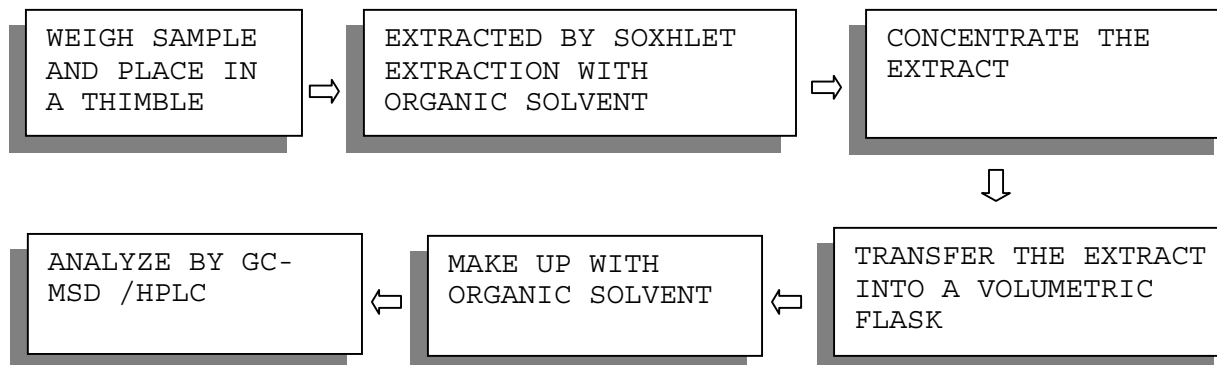 WEIGH SAMPLE
AND PLACE IN
A THIMBLE
EXTRACTED BY SOXHLET
EXTRACTION WITH
ORGANIC SOLVENT
CONCENTRATE THE
EXTRACT
TRANSFER THE EXTRACT
INTO A VOLUMETRIC
FLASK
MAKE UP WITH
ORGANIC SOLVENT
ANALYZE BY GC-
MSD /HPLC